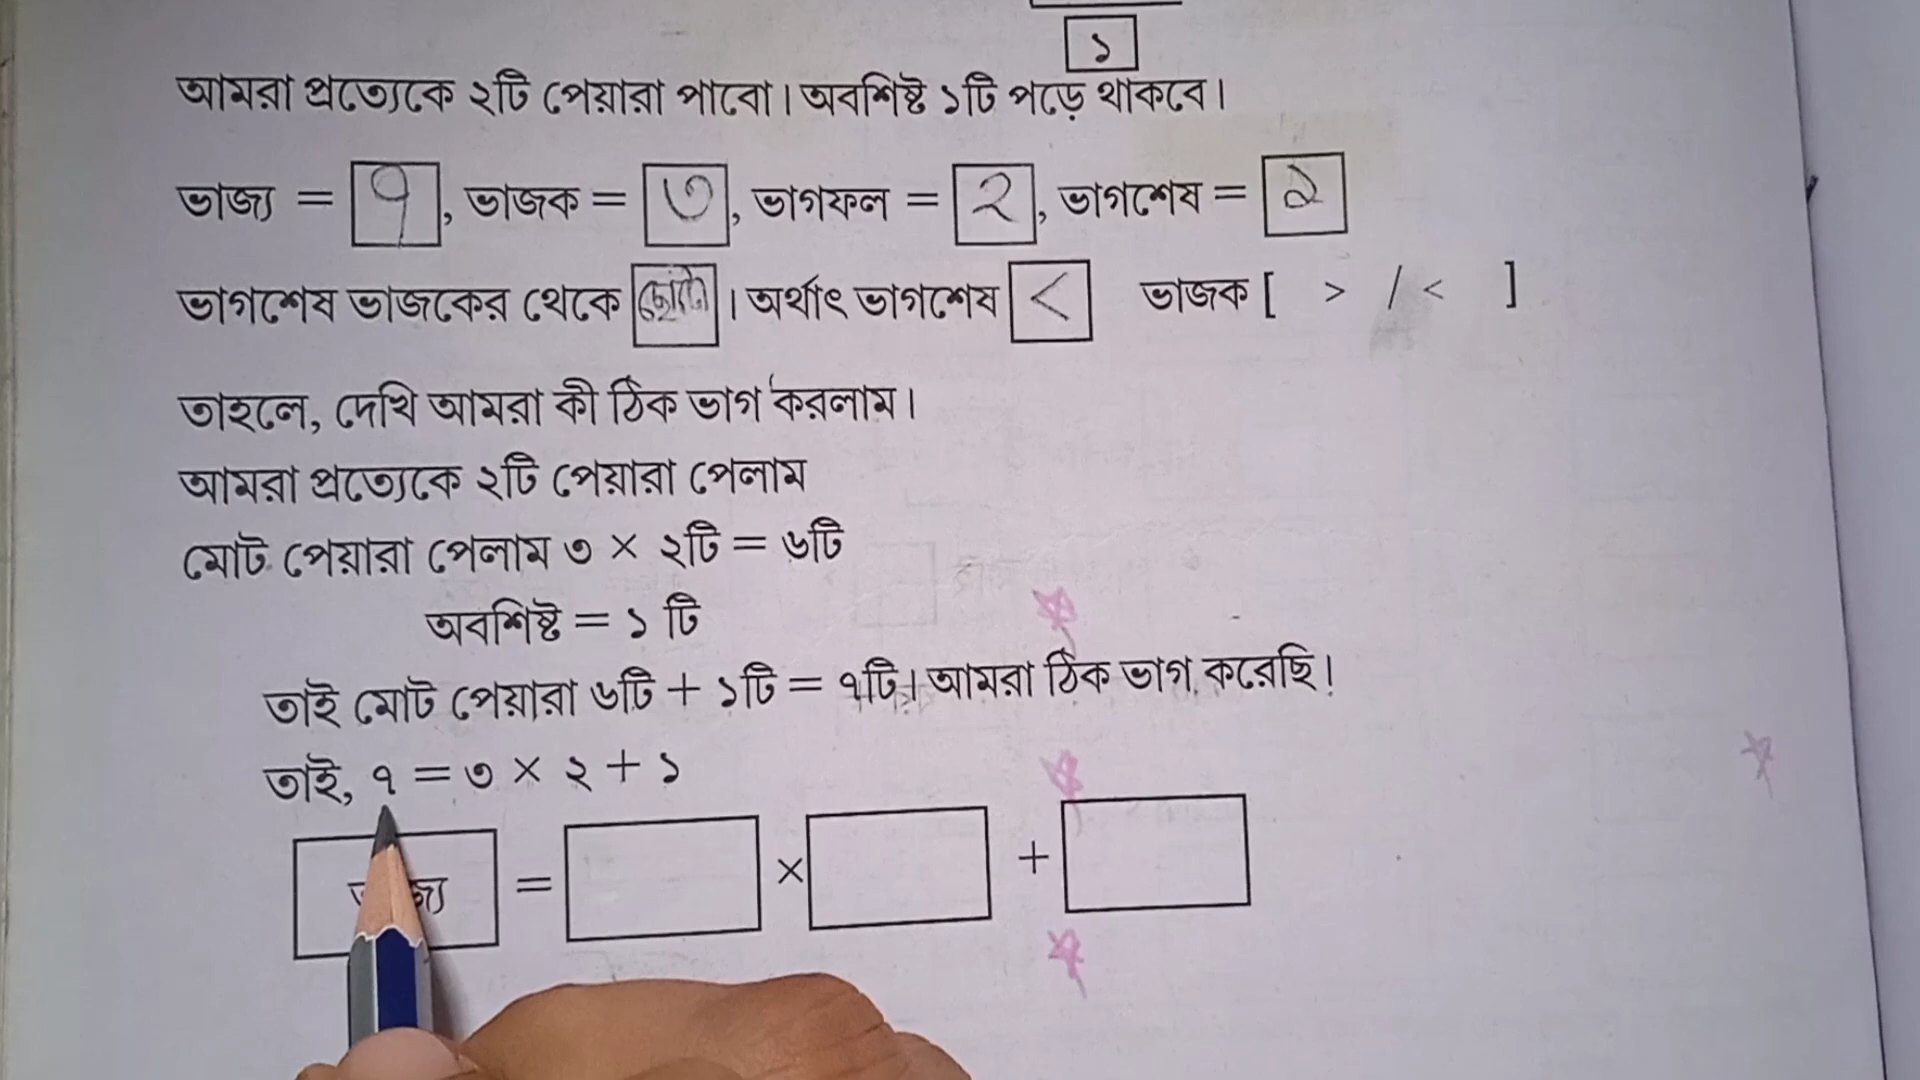 ১
আমরা প্রত্যেকে ২টি পেয়ারা পাবো। অবশিষ্ট ১টি পড়ে থাকবে।
ভাজ্য = ৭, ভাজক = ৩, ভাগফল = ২, ভাগশেষ = ১
ভাগশেষ ভাজকের থেকে ছোটো। অর্থাৎ ভাগশেষ < ভাজক [ > / < ]
তাহলে, দেখি আমরা কী ঠিক ভাগ করলাম।
আমরা প্রত্যেকে ২টি পেয়ারা পেলাম
মোট পেয়ারা পেলাম ৩ × ২টি = ৬টি
অবশিষ্ট = ১ টি
তাই মোট পেয়ারা ৬টি + ১টি = ৭টি। আমরা ঠিক ভাগ করেছি।
তাই, ৭ = ৩ × ২ + ১
ভাজ্য = × +